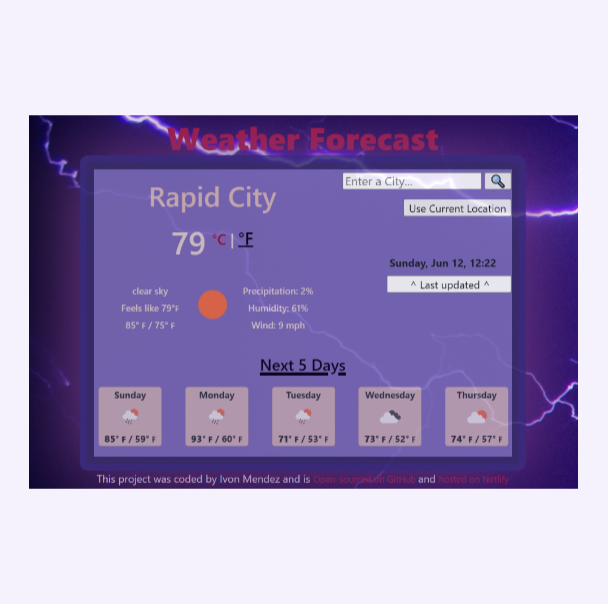 Weather Forecast
Enter a City...
Rapid City
Use Current Location
79 °C | °F
Sunday, Jun 12, 12:22
^ Last updated ^
clear sky
Feels like 79°F
85° F / 75° F
Precipitation: 2%
Humidity: 61%
Wind: 9 mph
Next 5 Days
Sunday Monday Tuesday Wednesday Thursday
85° F / 59° F 93° F / 60° F 71° F / 53° F 73° F / 52° F 74° F / 57° F
This project was coded by Ivon Mendez and is Open-sourced on GitHub and hosted on Netlify